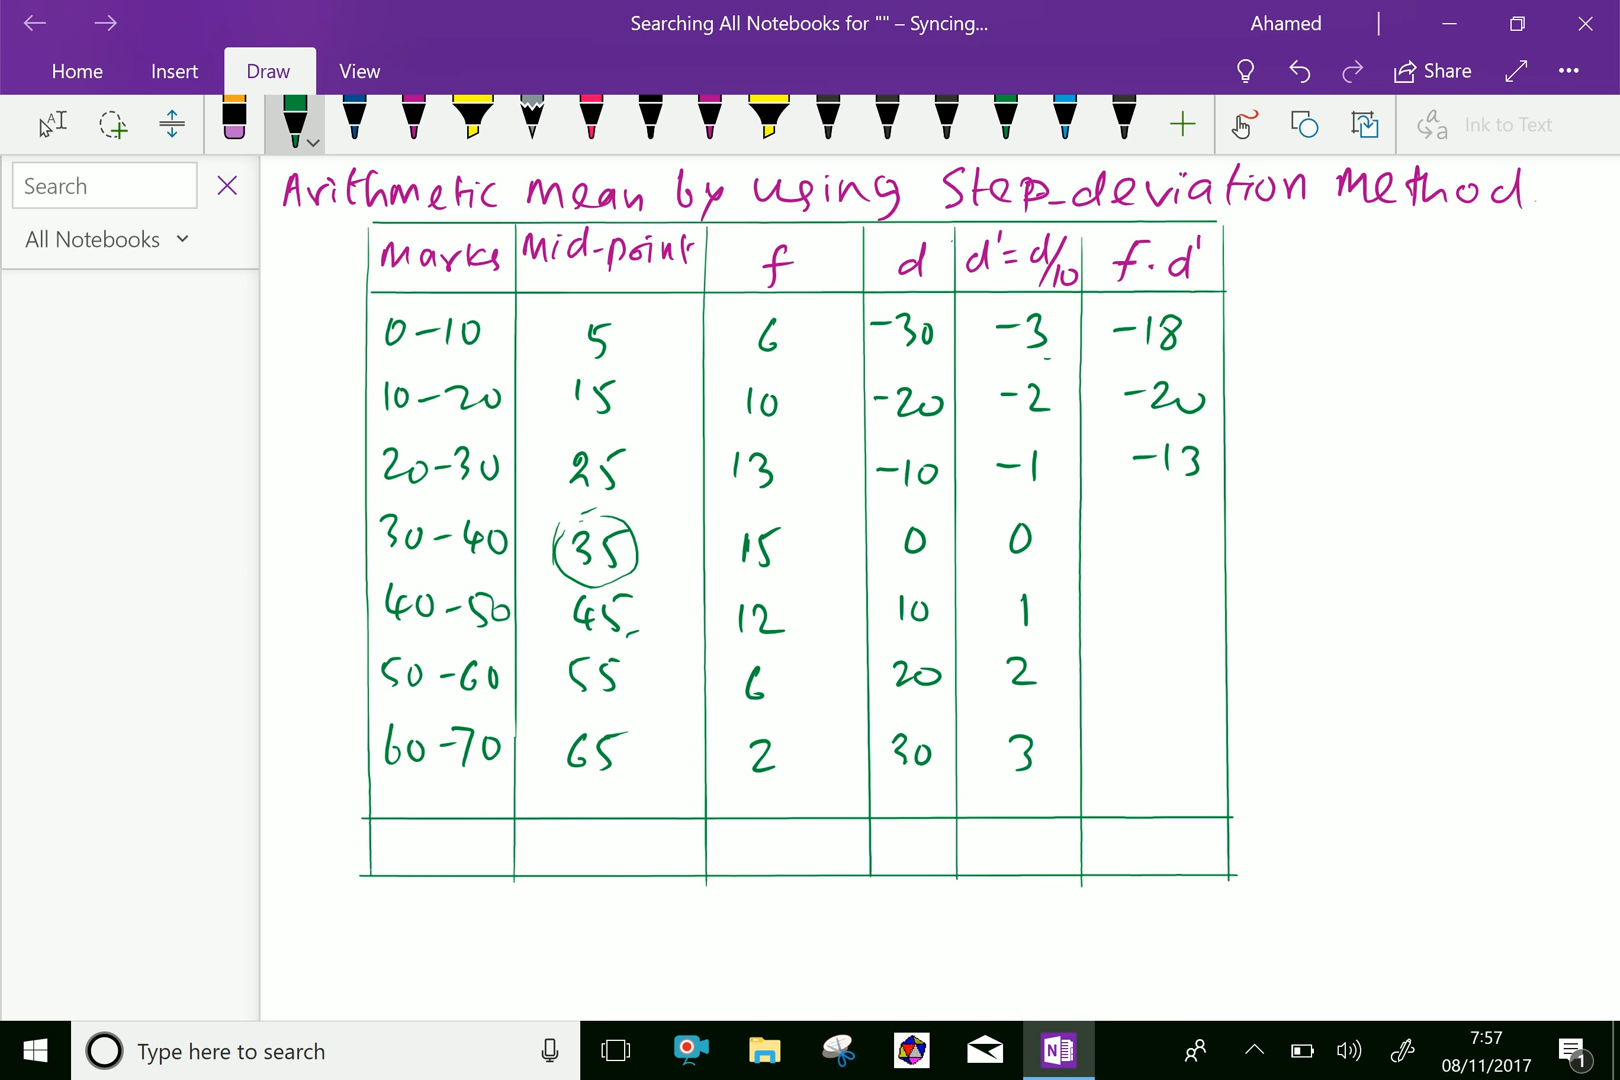 Searching All Notebooks for "" – Syncing...
Ahamed
Home Insert Draw View
Share
Ink to Text
Search
All Notebooks
Arithmetic mean by using Step-deviation Method.
Marks Mid-point f d d'=d/10 f.d'
0-10 5 6 -30 -3 -18
10-20 15 10 -20 -2 -20
20-30 25 13 -10 -1 -13
30-40 35 15 0 0
40-50 45 12 10 1
50-60 55 6 20 2
60-70 65 2 30 3
Type here to search
7:57
08/11/2017
1